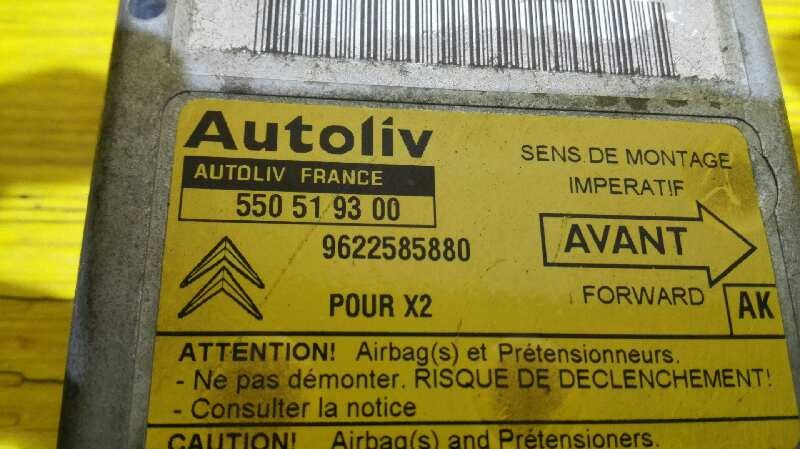 Autoliv
AUTOLIV FRANCE
550 51 93 00
9622585880
POUR X2
SENS DE MONTAGE
IMPERATIF
AVANT
FORWARD
AK
ATTENTION! Airbag(s) et Prétensionneurs.
- Ne pas démonter. RISQUE DE DECLENCHEMENT!
- Consulter la notice
CAUTION! Airbag(s) and Prétensioners.